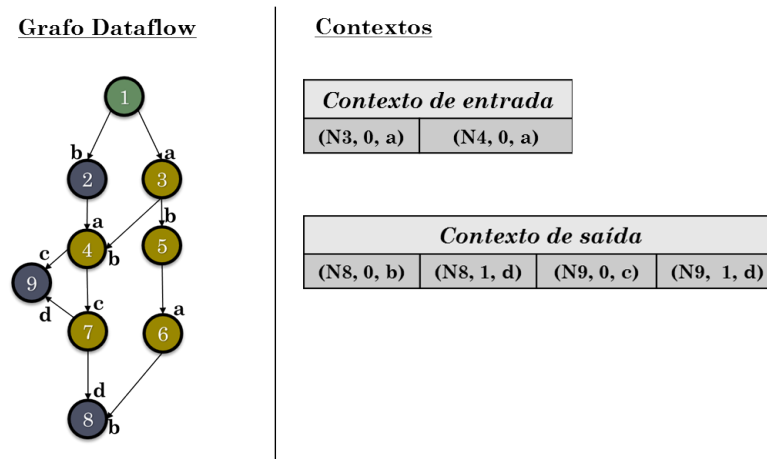 Grafo Dataflow
1
b
a
2
3
a
b
c
4
b
5
9
c
a
d
7
6
d
8
b
Contextos
Contexto de entrada
(N3, 0, a) (N4, 0, a)
Contexto de saída
(N8, 0, b) (N8, 1, d) (N9, 0, c) (N9, 1, d)